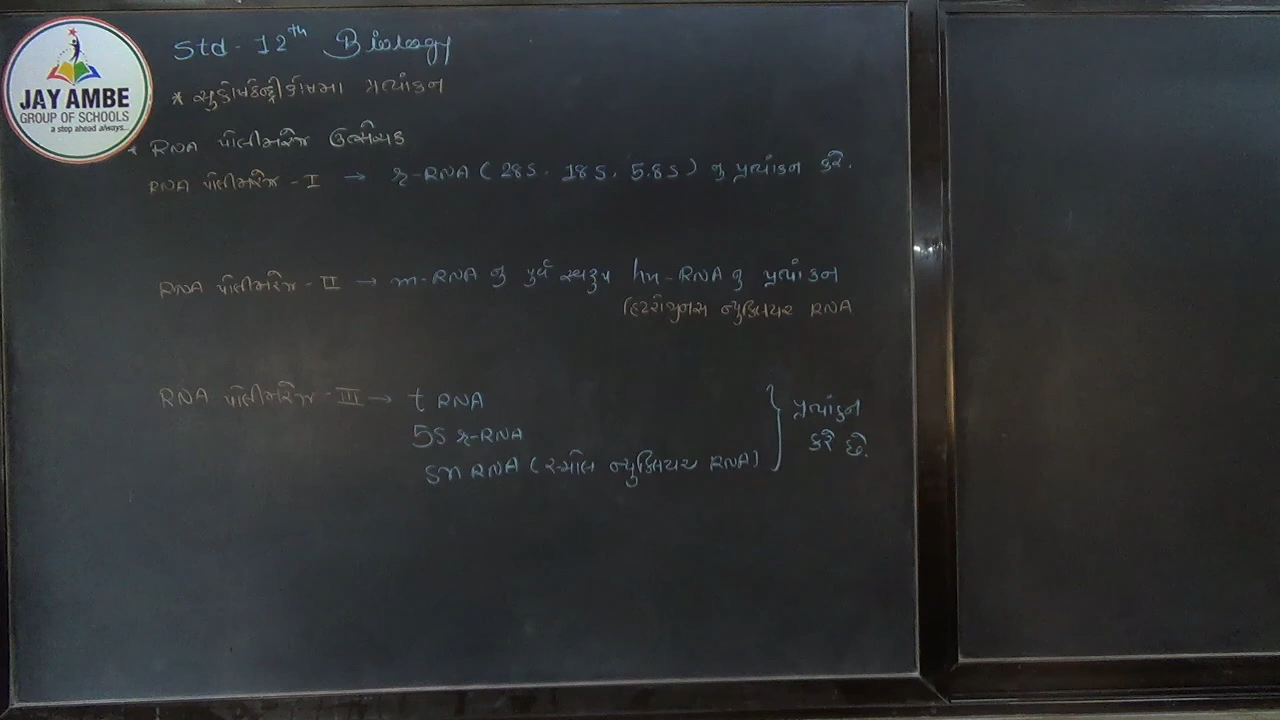 JAY AMBE
GROUP OF SCHOOLS
a step ahead always...
Std - 12th Biology
* સુકોષકેન્દ્રીકોષમા પ્રત્યાંકન
* RNA પોલીમરેઝ ઉત્સેચક
RNA પોલીમરેઝ - I → r-RNA ( 28S. 18S. 5.8S ) નુ પ્રત્યાંકન કરે.
RNA પોલીમરેઝ - II → m-RNA નુ પુર્વ સ્વરૂપ hn-RNA નુ પ્રત્યાંકન
હિટરોજીનસ ન્યુક્લિયર RNA
RNA પોલીમરેઝ - III → t RNA
5S r-RNA
Sn RNA ( સ્મોલ ન્યુક્લિયર RNA )
પ્રત્યાંકન
કરે છે.